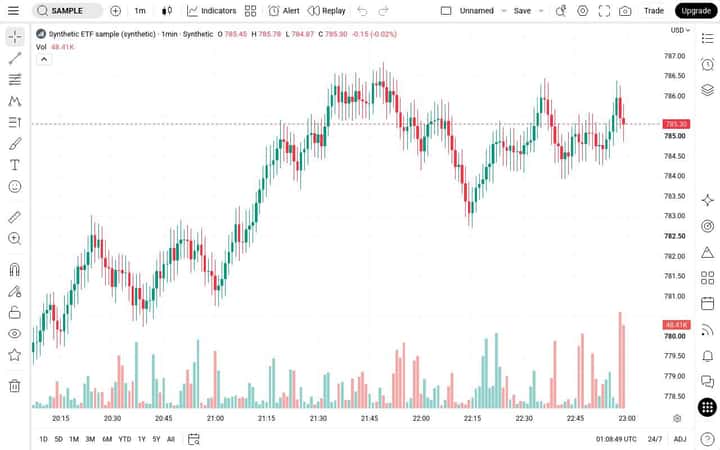 SAMPLE
1m
Indicators
Alert
Replay
Unnamed
Save
Trade
Upgrade
Synthetic ETF sample (synthetic) · 1min · Synthetic O 785.45 H 785.78 L 784.87 C 785.30 -0.15 (-0.02%)
Vol 48.41K
USD
787.00
786.50
786.00
785.30
785.00
784.50
784.00
783.50
783.00
782.50
782.00
781.50
781.00
48.41K
780.00
779.50
779.00
778.50
20:15 20:30 20:45 21:00 21:15 21:30 21:45 22:00 22:15 22:30 22:45 23:00
1D 5D 1M 3M 6M YTD 1Y 5Y All
01:08:49 UTC 24/7 ADJ